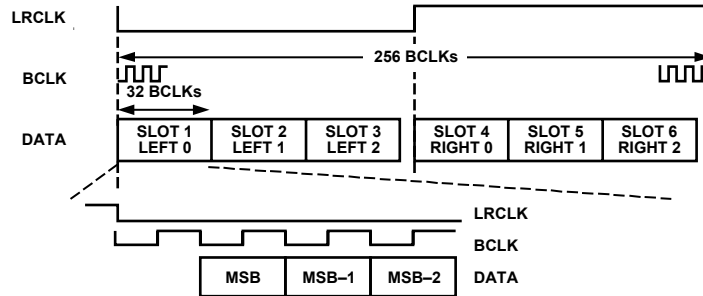 LRCLK
256 BCLKs
BCLK
32 BCLKs
DATA
SLOT 1 SLOT 2 SLOT 3 SLOT 4 SLOT 5 SLOT 6
LEFT 0 LEFT 1 LEFT 2 RIGHT 0 RIGHT 1 RIGHT 2
LRCLK
BCLK
MSB MSB–1 MSB–2 DATA